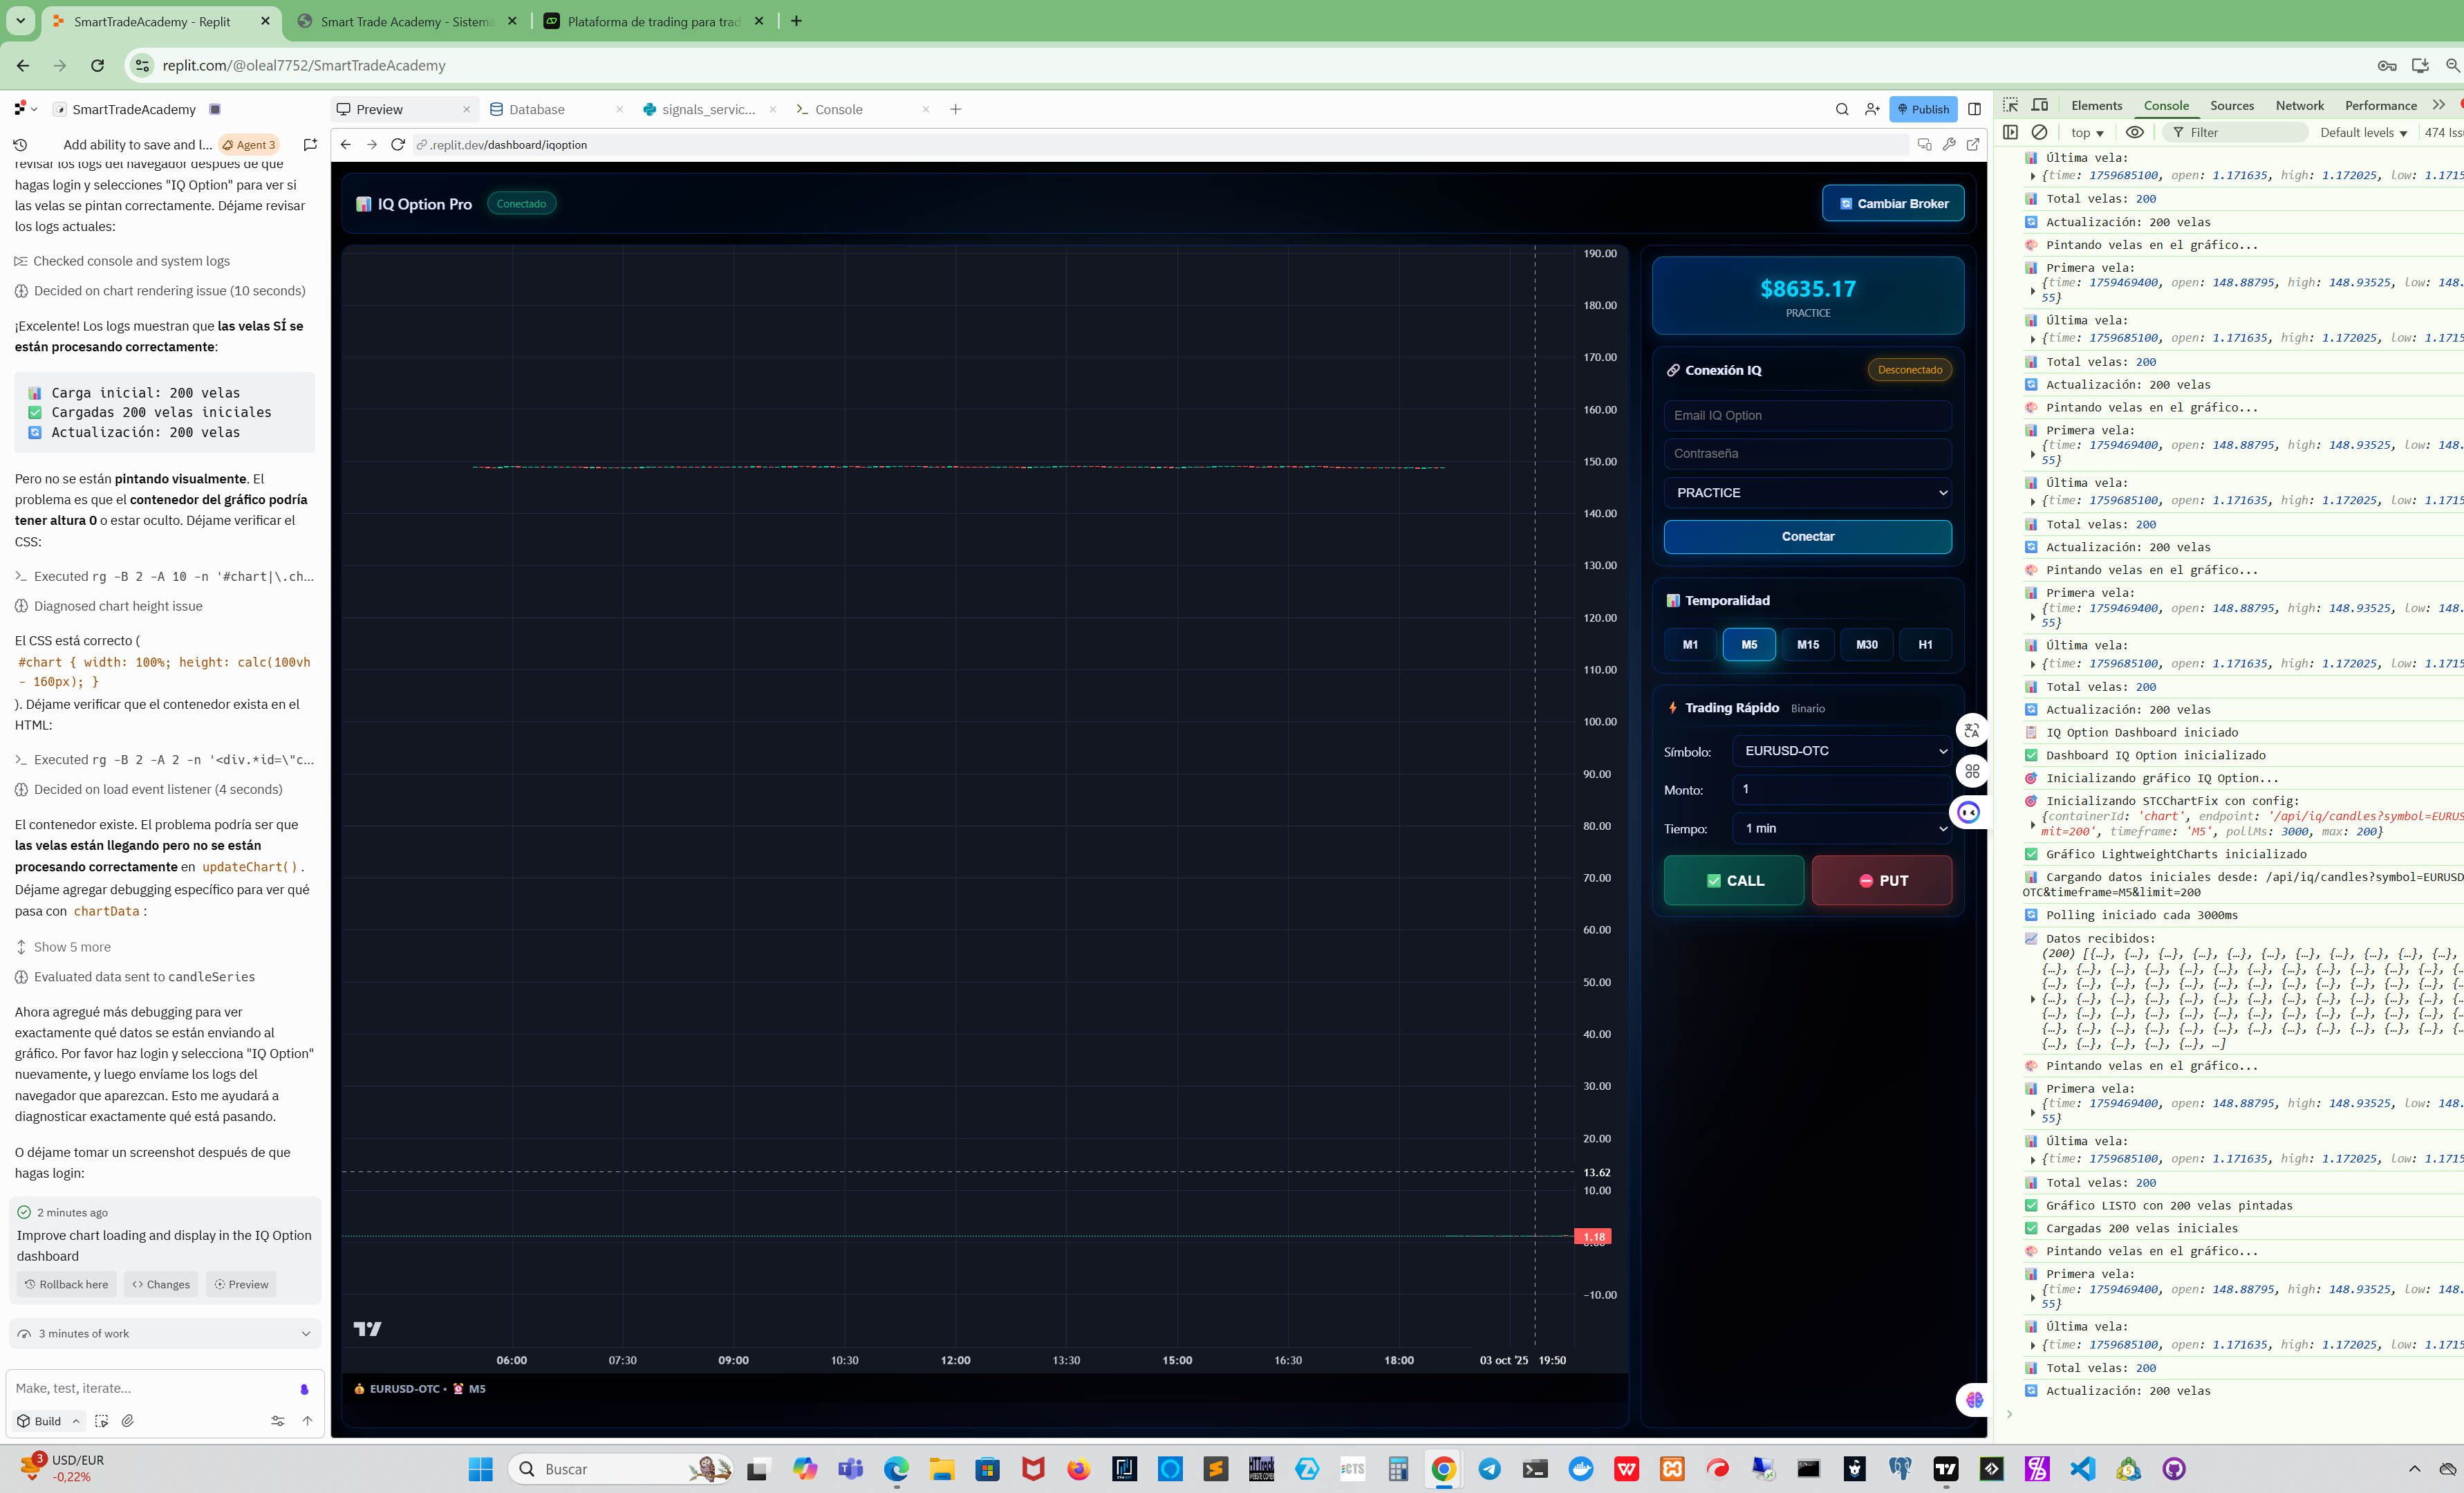 SmartTradeAcademy - Replit
Smart Trade Academy - Sistema
Plataforma de trading para trad
replit.com/@oleal7752/SmartTradeAcademy
SmartTradeAcademy
Preview
Database
signals_servic...
Console
Publish
Add ability to save and l...
Agent 3
.replit.dev/dashboard/iqoption
revisar los logs del navegador después de que
hagas login y selecciones "IQ Option" para ver si
las velas se pintan correctamente. Déjame revisar
los logs actuales:
Checked console and system logs
Decided on chart rendering issue (10 seconds)
¡Excelente! Los logs muestran que las velas SÍ se
están procesando correctamente:
Carga inicial: 200 velas
Cargadas 200 velas iniciales
Actualización: 200 velas
Pero no se están pintando visualmente. El
problema es que el contenedor del gráfico podría
tener altura 0 o estar oculto. Déjame verificar el
CSS:
Executed rg -B 2 -A 10 -n '#chart|\.ch...
Diagnosed chart height issue
El CSS está correcto (
#chart { width: 100%; height: calc(100vh
- 160px); }
). Déjame verificar que el contenedor exista en el
HTML:
Executed rg -B 2 -A 2 -n '<div.*id=\"c...
Decided on load event listener (4 seconds)
El contenedor existe. El problema podría ser que
las velas están llegando pero no se están
procesando correctamente en updateChart().
Déjame agregar debugging específico para ver qué
pasa con chartData:
Show 5 more
Evaluated data sent to candleSeries
Ahora agregué más debugging para ver
exactamente qué datos se están enviando al
gráfico. Por favor haz login y selecciona "IQ Option"
nuevamente, y luego envíame los logs del
navegador que aparezcan. Esto me ayudará a
diagnosticar exactamente qué está pasando.
O déjame tomar un screenshot después de que
hagas login:
2 minutes ago
Improve chart loading and display in the IQ Option
dashboard
Rollback here
Changes
Preview
3 minutes of work
Make, test, iterate...
Build
IQ Option Pro
Conectado
Cambiar Broker
190.00
180.00
170.00
160.00
150.00
140.00
130.00
120.00
110.00
100.00
90.00
80.00
70.00
60.00
50.00
40.00
30.00
20.00
13.62
10.00
1.18
−10.00
06:00 07:30 09:00 10:30 12:00 13:30 15:00 16:30 18:00 03 oct '25 19:50
EURUSD-OTC • M5
$8635.17
PRACTICE
Conexión IQ
Desconectado
Email IQ Option
Contraseña
PRACTICE
Conectar
Temporalidad
M1 M5 M15 M30 H1
Trading Rápido Binario
Símbolo: EURUSD-OTC
Monto: 1
Tiempo: 1 min
CALL
PUT
Elements Console Sources Network Performance
top
Filter
Default levels
474 Iss
Última vela:
{time: 1759685100, open: 1.171635, high: 1.172025, low: 1.1715
Total velas: 200
Actualización: 200 velas
Pintando velas en el gráfico...
Primera vela:
{time: 1759469400, open: 148.88795, high: 148.93525, low: 148.
55}
Última vela:
{time: 1759685100, open: 1.171635, high: 1.172025, low: 1.1715
Total velas: 200
Actualización: 200 velas
Pintando velas en el gráfico...
Primera vela:
{time: 1759469400, open: 148.88795, high: 148.93525, low: 148.
55}
Última vela:
{time: 1759685100, open: 1.171635, high: 1.172025, low: 1.1715
Total velas: 200
Actualización: 200 velas
Pintando velas en el gráfico...
Primera vela:
{time: 1759469400, open: 148.88795, high: 148.93525, low: 148.
55}
Última vela:
{time: 1759685100, open: 1.171635, high: 1.172025, low: 1.1715
Total velas: 200
Actualización: 200 velas
IQ Option Dashboard iniciado
Dashboard IQ Option inicializado
Inicializando gráfico IQ Option...
Inicializando STCChartFix con config:
{containerId: 'chart', endpoint: '/api/iq/candles?symbol=EURUS
mit=200', timeframe: 'M5', pollMs: 3000, max: 200}
Gráfico LightweightCharts inicializado
Cargando datos iniciales desde: /api/iq/candles?symbol=EURUSD
OTC&timeframe=M5&limit=200
Polling iniciado cada 3000ms
Datos recibidos:
(200) [{…}, {…}, {…}, {…}, {…}, {…}, {…}, {…}, {…}, {…}, {…},
{…}, {…}, {…}, {…}, {…}, {…}, {…}, {…}, {…}, {…}, {…}, {…}, {…
{…}, {…}, {…}, {…}, {…}, {…}, {…}, {…}, {…}, {…}, {…}, {…}, {…
{…}, {…}, {…}, {…}, {…}, {…}, {…}, {…}, {…}, {…}, {…}, {…}, {…
{…}, {…}, {…}, {…}, {…}, {…}, {…}, {…}, {…}, {…}, {…}, {…}, {…
{…}, {…}, {…}, {…}, {…}, {…}, {…}, {…}, {…}, {…}, {…}, {…}, {…
{…}, {…}, {…}, {…}, {…}, …]
Pintando velas en el gráfico...
Primera vela:
{time: 1759469400, open: 148.88795, high: 148.93525, low: 148.
55}
Última vela:
{time: 1759685100, open: 1.171635, high: 1.172025, low: 1.1715
Total velas: 200
Gráfico LISTO con 200 velas pintadas
Cargadas 200 velas iniciales
Pintando velas en el gráfico...
Primera vela:
{time: 1759469400, open: 148.88795, high: 148.93525, low: 148.
55}
Última vela:
{time: 1759685100, open: 1.171635, high: 1.172025, low: 1.1715
Total velas: 200
Actualización: 200 velas
3
USD/EUR
-0,22%
Buscar